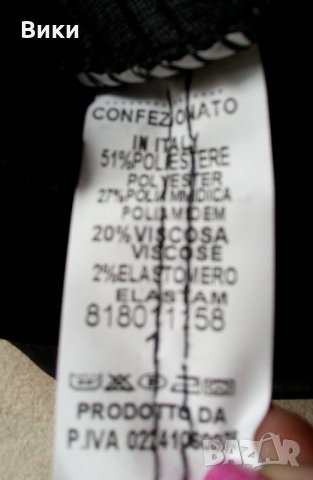 Вики
CONFEZIONATO
IN ITALY
51%POLIESTERE
POLYESTER
27%POLIAMMIDICA
POLIAMIDEM
20%VISCOSA
VISCOSE
2%ELASTOMERO
ELASTAM
PRODOTTO DA
P.IVA
BAZAR